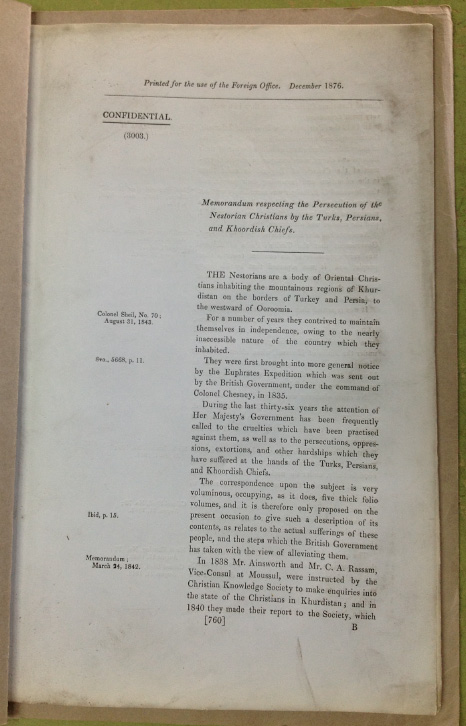 Printed for the use of the Foreign Office. December 1876.
CONFIDENTIAL.
(3003.)
Memorandum respecting the Persecution of the
Nestorian Christians by the Turks, Persians,
and Khoordish Chiefs.
THE Nestorians are a body of Oriental Chris-
tians inhabiting the mountainous regions of Khur-
distan on the borders of Turkey and Persia, to
the westward of Ooroomia.
Colonel Sheil, No. 70;
August 31, 1843.
For a number of years they contrived to maintain
themselves in independence, owing to the nearly
inaccessible nature of the country which they
inhabited.
8vo., 5668, p. 11.
They were first brought into more general notice
by the Euphrates Expedition which was sent out
by the British Government, under the command of
Colonel Chesney, in 1835.
During the last thirty-six years the attention of
Her Majesty's Government has been frequently
called to the cruelties which have been practised
against them, as well as to the persecutions, oppres-
sions, extortions, and other hardships which they
have suffered at the hands of the Turks, Persians,
and Khoordish Chiefs.
The correspondence upon the subject is very
voluminous, occupying, as it does, five thick folio
volumes, and it is therefore only proposed on the
present occasion to give such a description of its
contents, as relates to the actual sufferings of these
people, and the steps which the British Government
has taken with the view of alleviating them.
Ibid, p. 15.
Memorandum;
March 24, 1842.
In 1838 Mr. Ainsworth and Mr. C. A. Rassam,
Vice-Consul at Moussul, were instructed by the
Christian Knowledge Society to make enquiries into
the state of the Christians in Khurdistan; and in
1840 they made their report to the Society, which
[760]
B